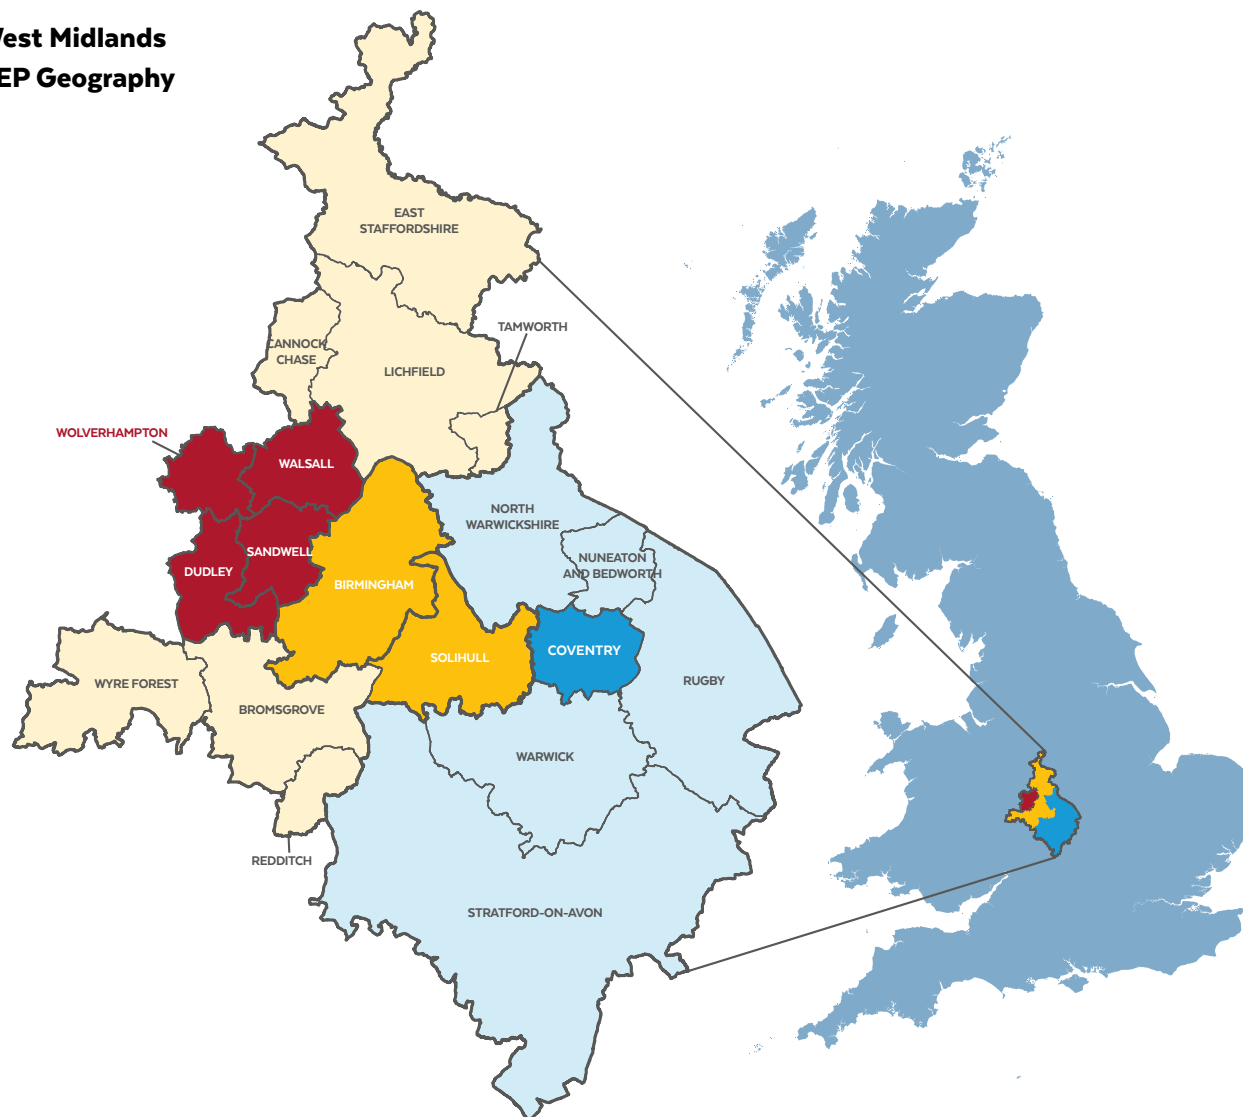 West Midlands
EP Geography
EAST
STAFFORDSHIRE
TAMWORTH
CANNOCK
CHASE
LICHFIELD
WOLVERHAMPTON
WALSALL
NORTH
WARWICKSHIRE
SANDWELL
NUNEATON
AND BEDWORTH
DUDLEY
BIRMINGHAM
COVENTRY
SOLIHULL
RUGBY
WYRE FOREST
BROMSGROVE
WARWICK
REDDITCH
STRATFORD-ON-AVON